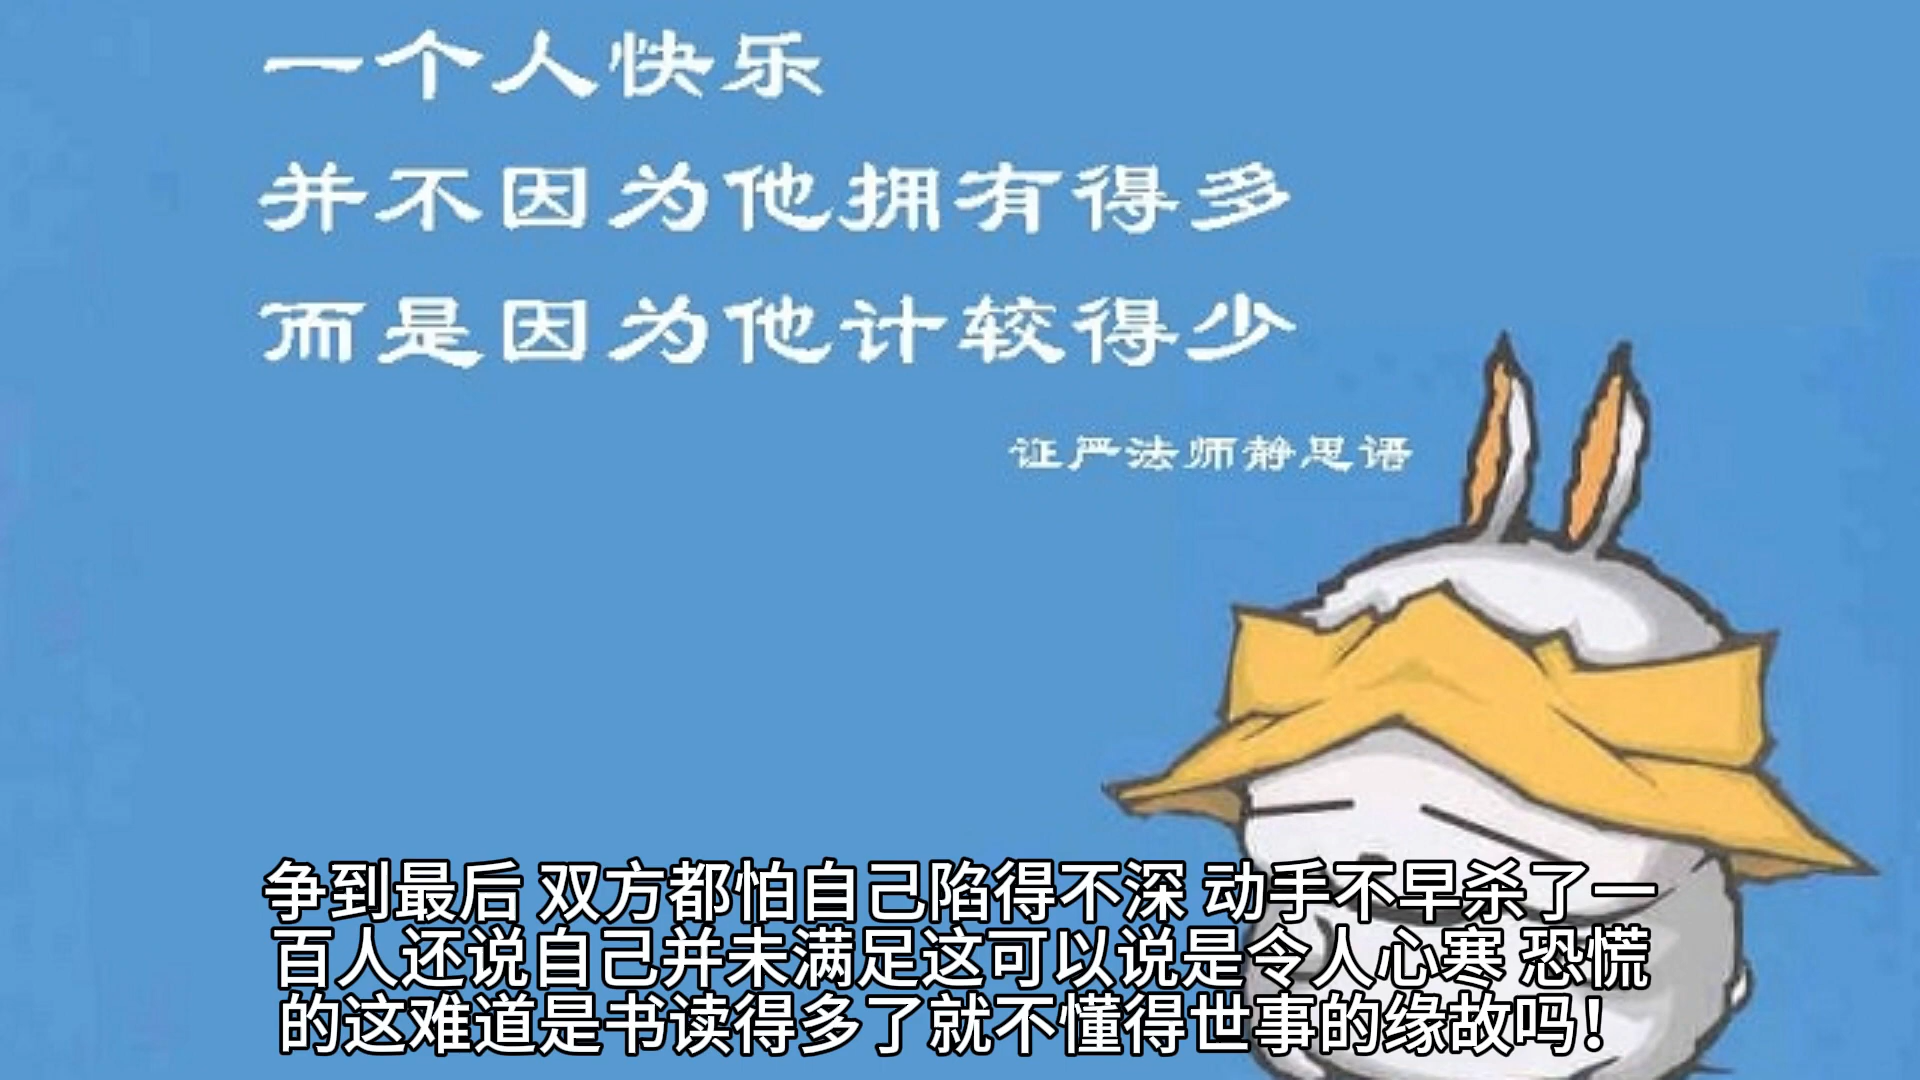 一个人快乐
并不因为他拥有得多
而是因为他计较得少
证严法师静思语
争到最后 双方都怕自己陷得不深 动手不早杀了一
百人还说自己并未满足这可以说是令人心寒 恐慌
的这难道是书读得多了就不懂得世事的缘故吗！